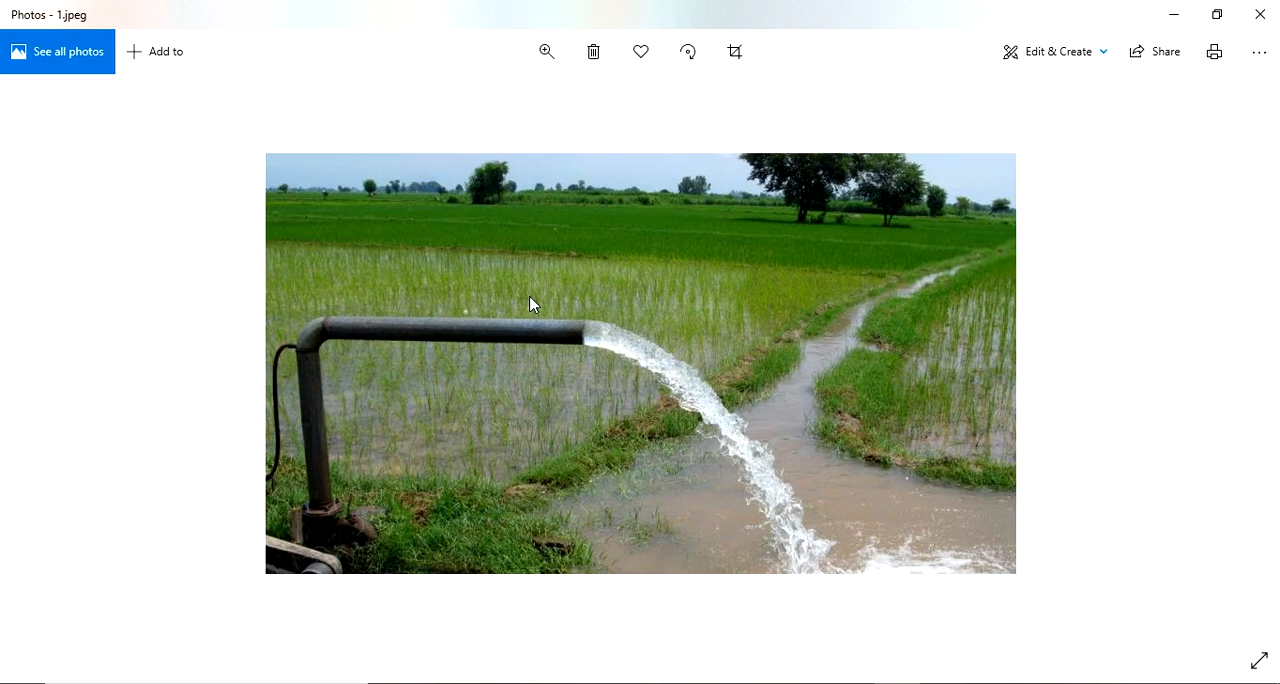 Photos - 1.jpeg
See all photos
Add to
Edit & Create
Share